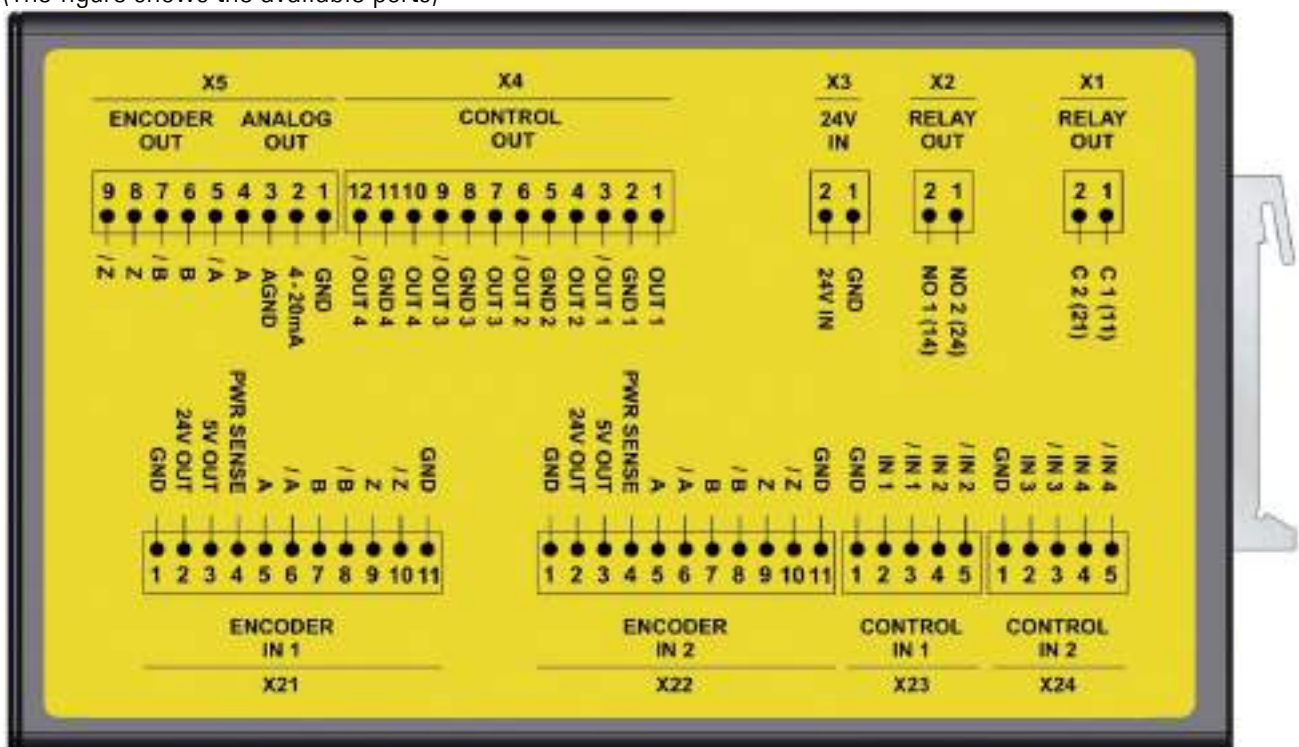 (The figure shows the available ports)
X5 X4 X3 X2 X1
ENCODER OUT ANALOG OUT CONTROL OUT 24V IN RELAY OUT RELAY OUT
9 8 7 6 5 4 3 2 1 12 11 10 9 8 7 6 5 4 3 2 1 2 1 2 1 2 1
/ Z Z / B B / A A AGND 4 - 20mA GND / OUT 4 GND 4 OUT 4 / OUT 3 GND 3 OUT 3 / OUT 2 GND 2 OUT 2 / OUT 1 GND 1 OUT 1 24V IN GND NO 1 (14) NO 2 (24) C 2 (21) C 1 (11)
GND 24V OUT 5V OUT PWR SENSE A / A B / B Z / Z GND GND 24V OUT 5V OUT PWR SENSE A / A B / B Z / Z GND GND IN 1 / IN 1 IN 2 / IN 2 GND IN 3 / IN 3 IN 4 / IN 4
1 2 3 4 5 6 7 8 9 10 11 1 2 3 4 5 6 7 8 9 10 11 1 2 3 4 5 1 2 3 4 5
ENCODER IN 1 ENCODER IN 2 CONTROL IN 1 CONTROL IN 2
X21 X22 X23 X24